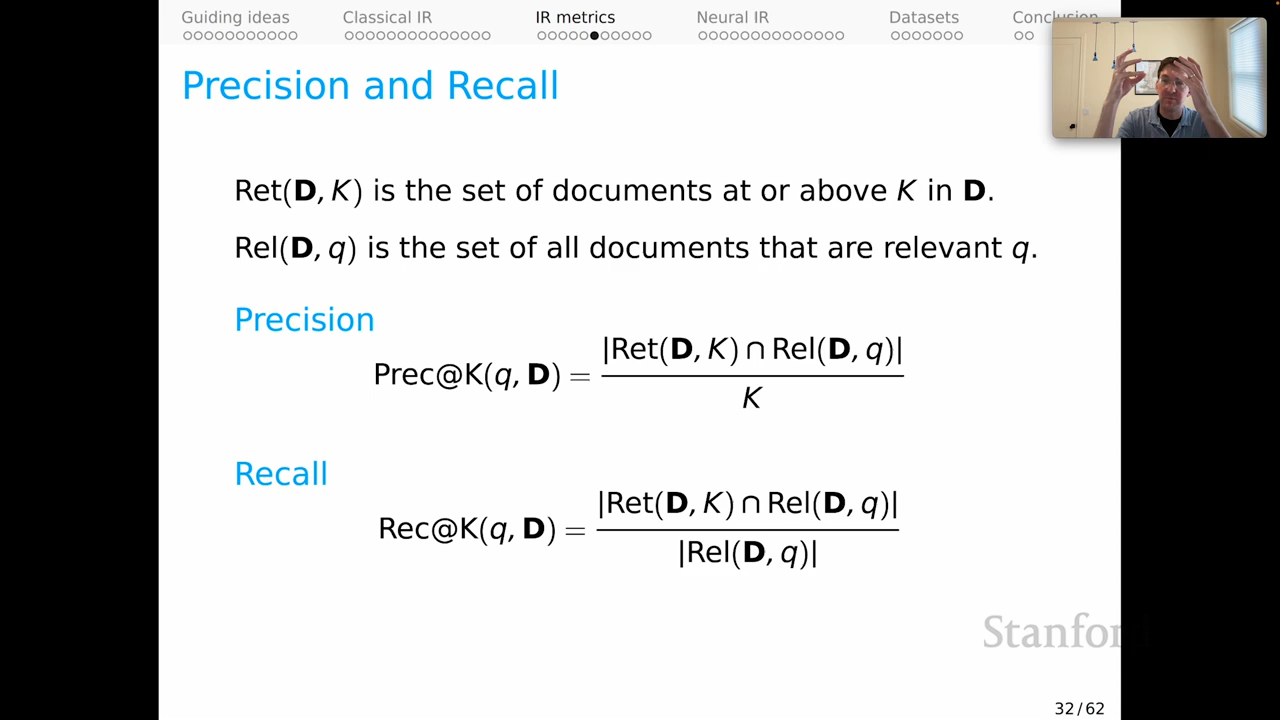 Guiding ideas Classical IR IR metrics Neural IR Datasets Conclusion
Precision and Recall
Ret(D, K) is the set of documents at or above K in D.
Rel(D, q) is the set of all documents that are relevant q.
Precision
Prec@K(q, D) = |Ret(D, K) ∩ Rel(D, q)|
K
Recall
Rec@K(q, D) = |Ret(D, K) ∩ Rel(D, q)|
|Rel(D, q)|
Stanford
32 / 62